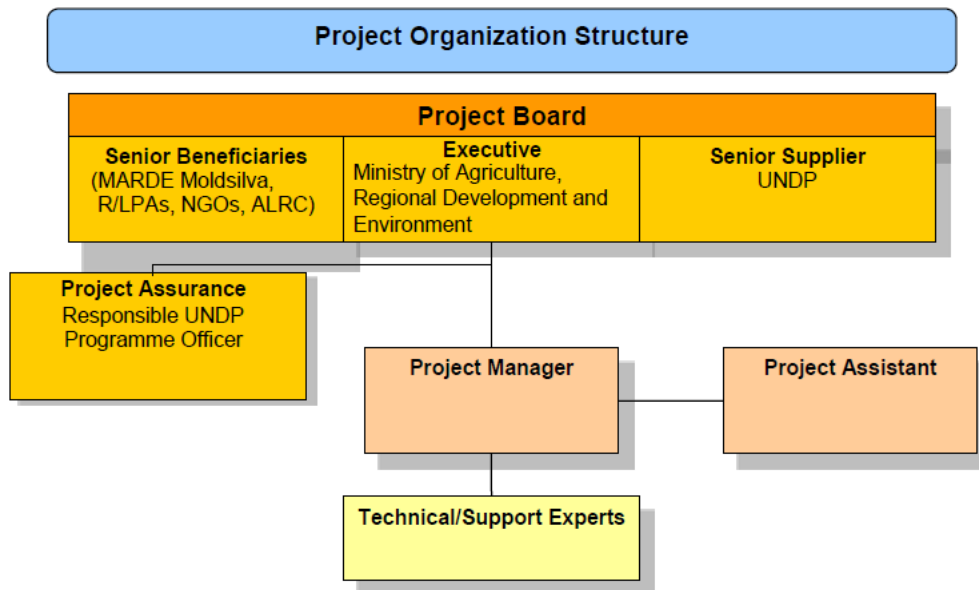 Project Organization Structure
Project Board
Senior Beneficiaries
(MARDE Moldsilva,
R/LPAs, NGOs, ALRC)
Executive
Ministry of Agriculture,
Regional Development and
Environment
Senior Supplier
UNDP
Project Assurance
Responsible UNDP
Programme Officer
Project Manager
Project Assistant
Technical/Support Experts